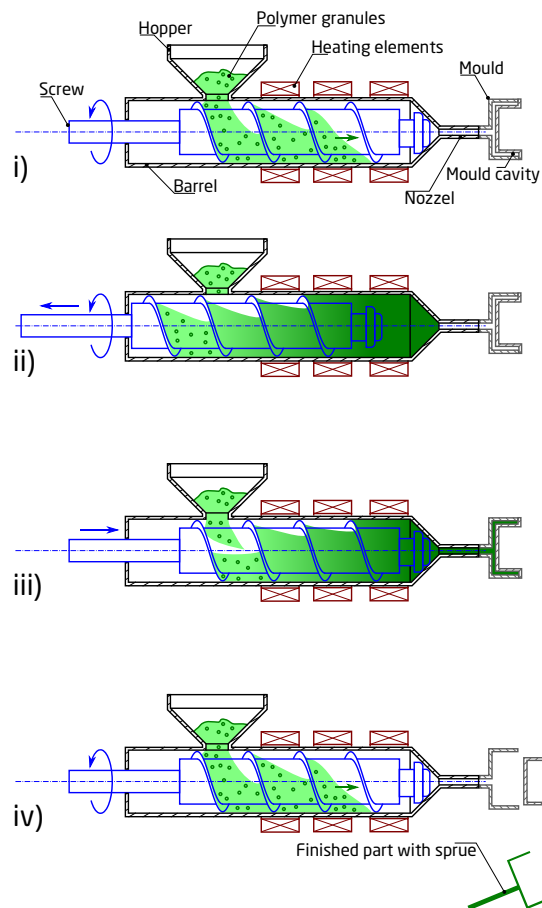 Polymer granules
Hopper
Heating elements
Mould
Screw
i)
Barrel
Nozzel
Mould cavity
ii)
iii)
iv)
Finished part with sprue